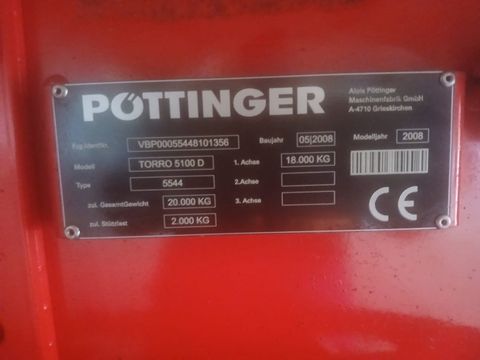 PÖTTINGER
Alois Pöttinger
Maschinenfabrik GmbH
A-4710 Grieskirchen
Fzg.Identnr. VBP00055448101356 Baujahr 05|2008 Modelljahr 2008
Modell TORRO 5100 D 1. Achse 18.000 KG
Type 5544 2.Achse
zul. GesamtGewicht 20.000 KG 3. Achse
zul. Stützlast 2.000 KG
CE